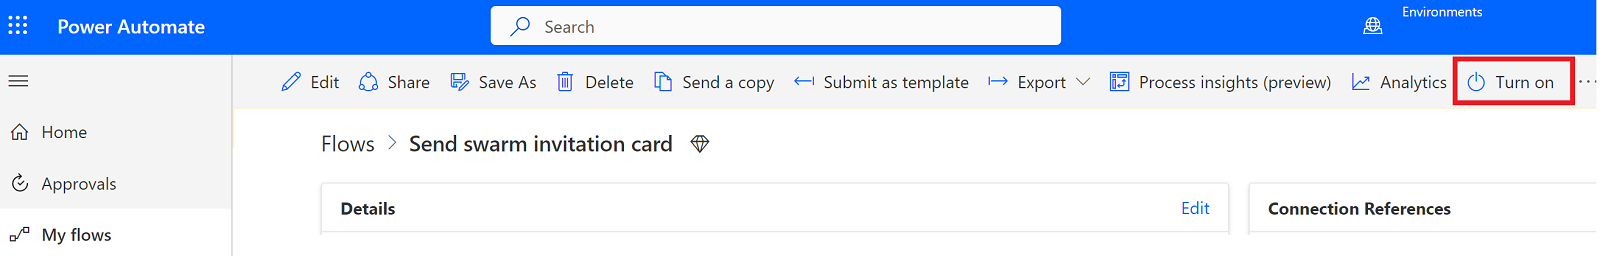 Power Automate
Search
Environments
Edit Share Save As Delete Send a copy Submit as template Export Process insights (preview) Analytics Turn on ...
Home
Approvals
My flows
Flows > Send swarm invitation card
Details Edit
Connection References